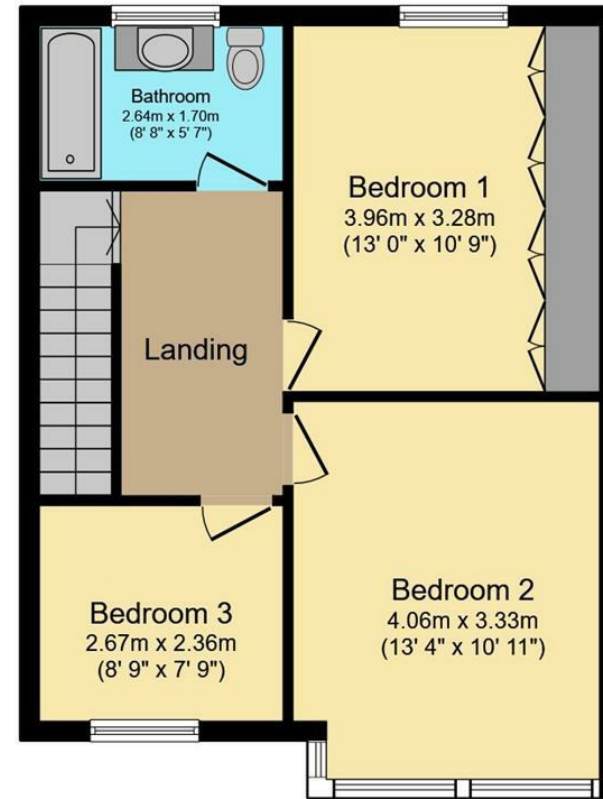 Bathroom
2.64m x 1.70m
(8' 8" x 5' 7")
Bedroom 1
3.96m x 3.28m
(13' 0" x 10' 9")
Landing
Bedroom 2
4.06m x 3.33m
(13' 4" x 10' 11")
Bedroom 3
2.67m x 2.36m
(8' 9" x 7' 9")